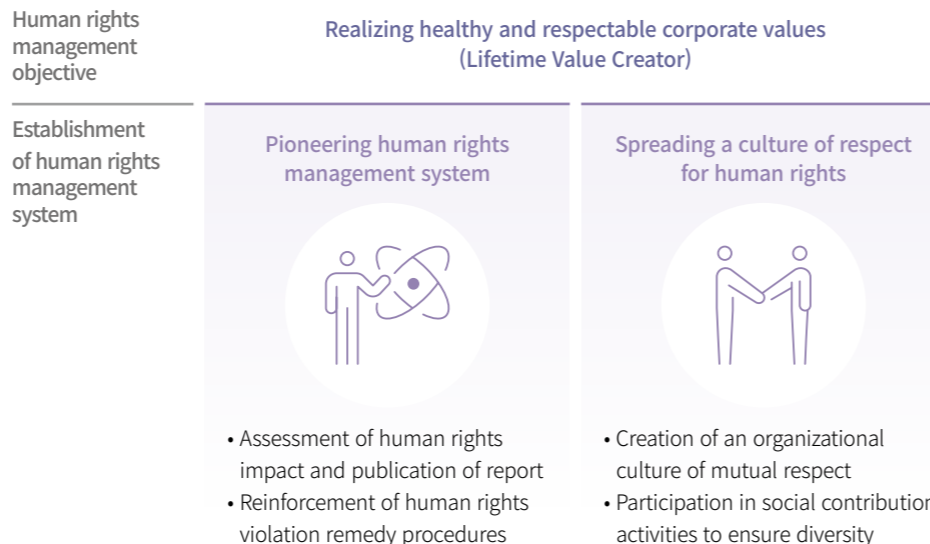 Human rights
management
objective
Realizing healthy and respectable corporate values
(Lifetime Value Creator)
Establishment
of human rights
management
system
Pioneering human rights
management system
• Assessment of human rights
impact and publication of report
• Reinforcement of human rights
violation remedy procedures
Spreading a culture of respect
for human rights
• Creation of an organizational
culture of mutual respect
• Participation in social contribution
activities to ensure diversity